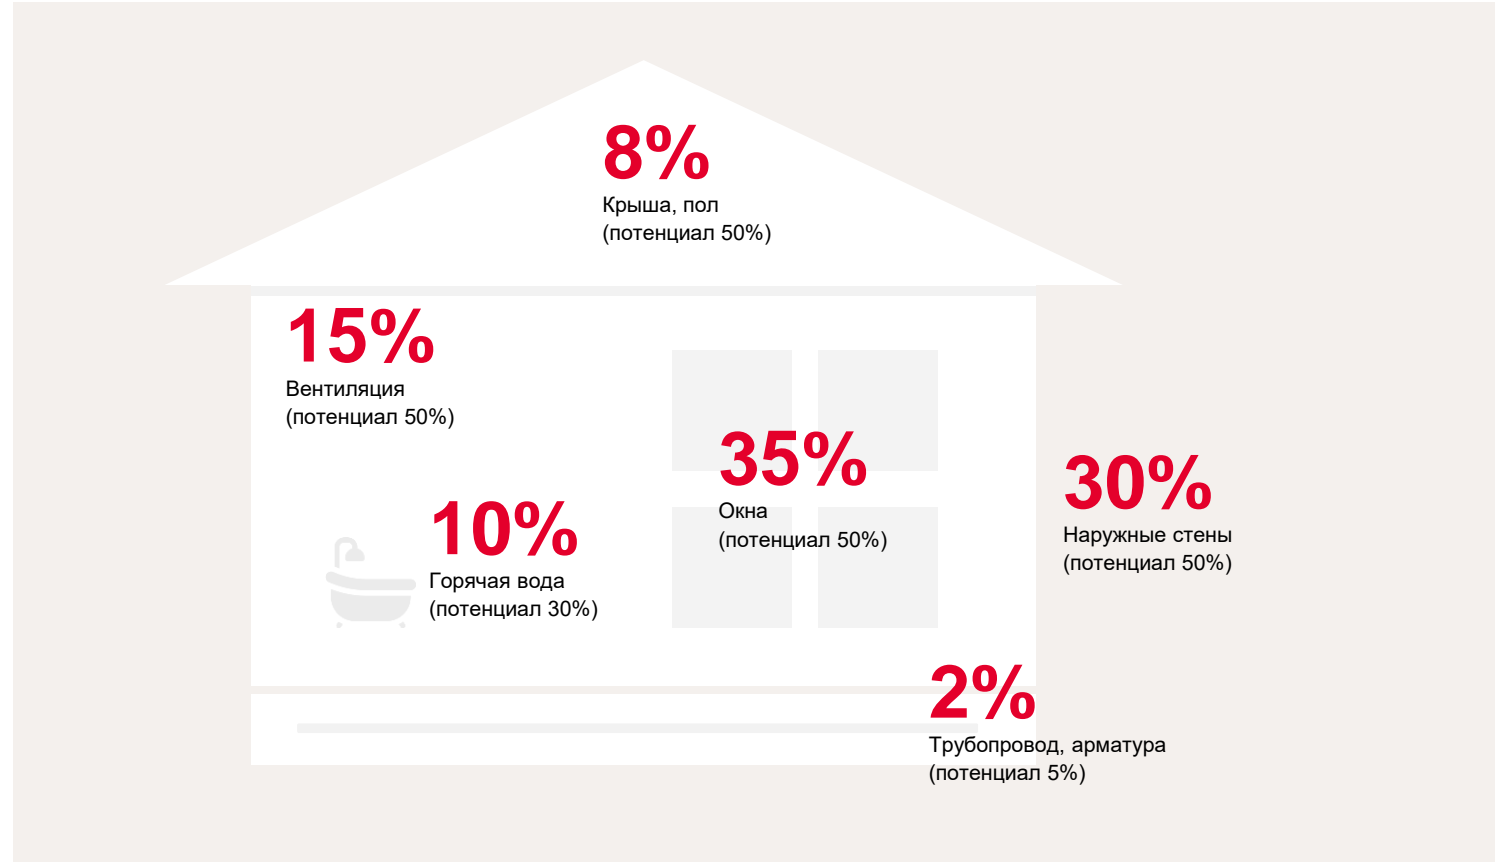 8%
Крыша, пол
(потенциал 50%)
15%
Вентиляция
(потенциал 50%)
35%
Окна
(потенциал 50%)
30%
Наружные стены
(потенциал 50%)
10%
Горячая вода
(потенциал 30%)
2%
Трубопровод, арматура
(потенциал 5%)